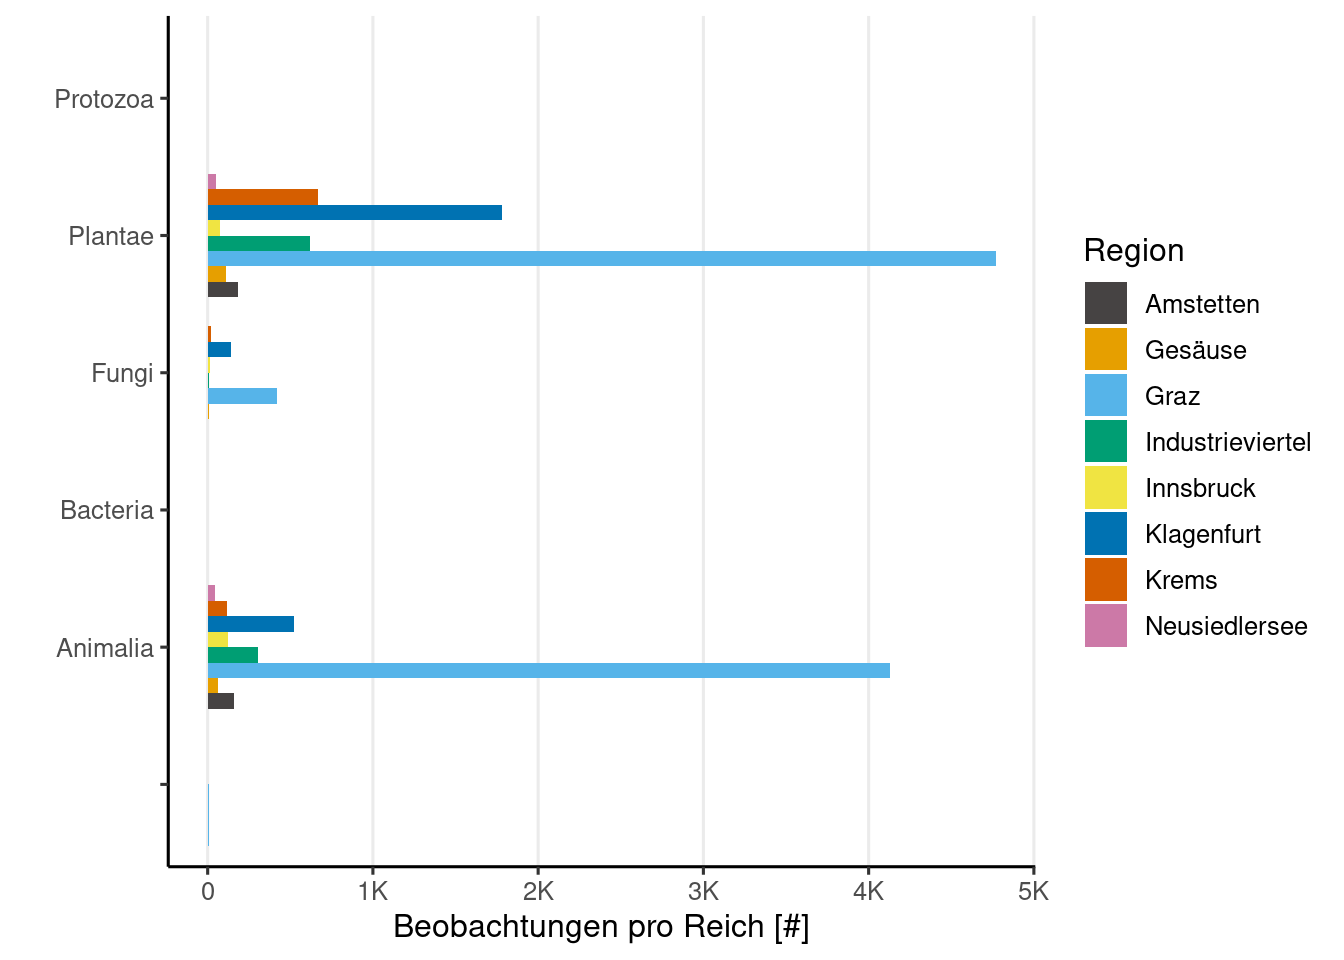 Protozoa
Plantae
Fungi
Bacteria
Animalia
0 1K 2K 3K 4K 5K
Beobachtungen pro Reich [#]
Region
Amstetten
Gesäuse
Graz
Industrieviertel
Innsbruck
Klagenfurt
Krems
Neusiedlersee